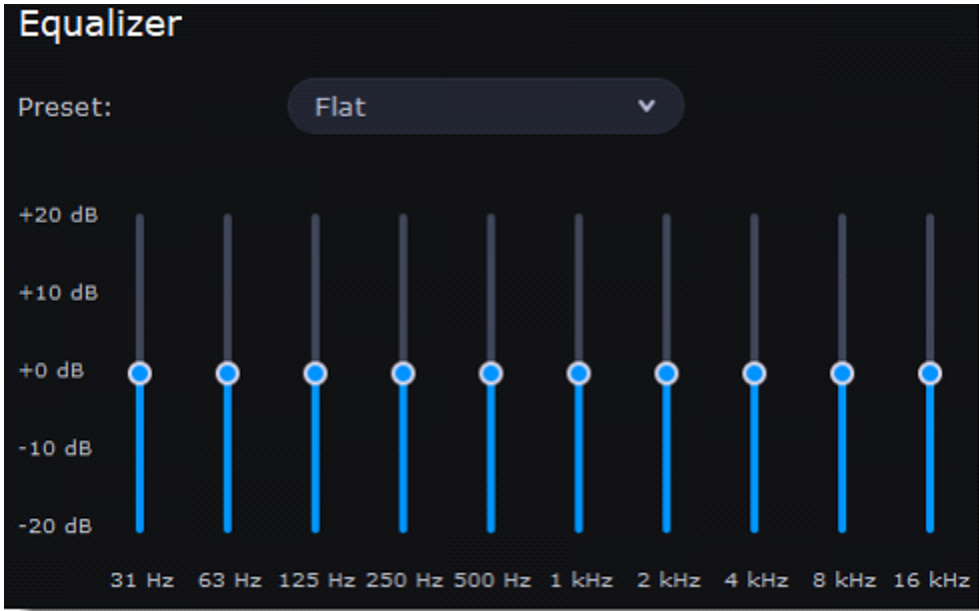 Equalizer
Preset: Flat
+20 dB
+10 dB
+0 dB
-10 dB
-20 dB
31 Hz 63 Hz 125 Hz 250 Hz 500 Hz 1 kHz 2 kHz 4 kHz 8 kHz 16 kHz